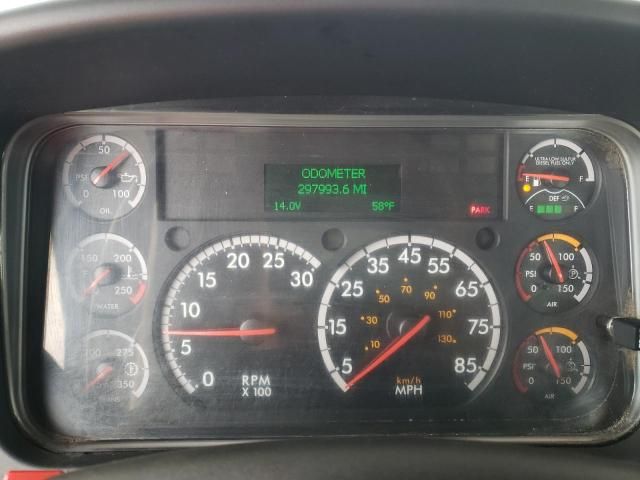 ODOMETER
297993.6 MI
14.0V 58°F
PARK
50
PSI
0 100
OIL
150 200
F
0 250
WATER
275
350
0 5 10 15 20 25 30
RPM
X 100
5 15 25 35 45 55 65 75 85
10 30 50 70 90 110 130
km/h
MPH
ULTRA LOW SULFUR
DIESEL FUEL ONLY
E F
DEF
E F
50 100
PSI
0 150
AIR
50 100
PSI
0 150
AIR